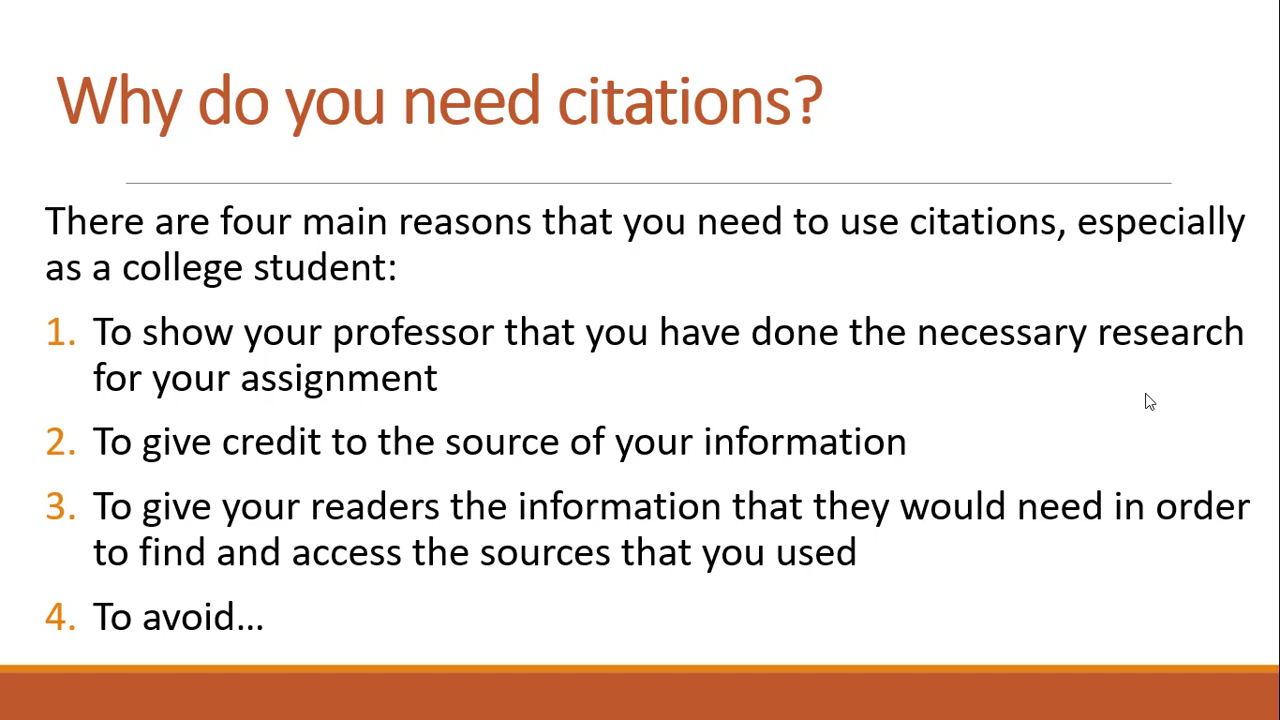 Why do you need citations?
There are four main reasons that you need to use citations, especially
as a college student:
1. To show your professor that you have done the necessary research
for your assignment
2. To give credit to the source of your information
3. To give your readers the information that they would need in order
to find and access the sources that you used
4. To avoid…